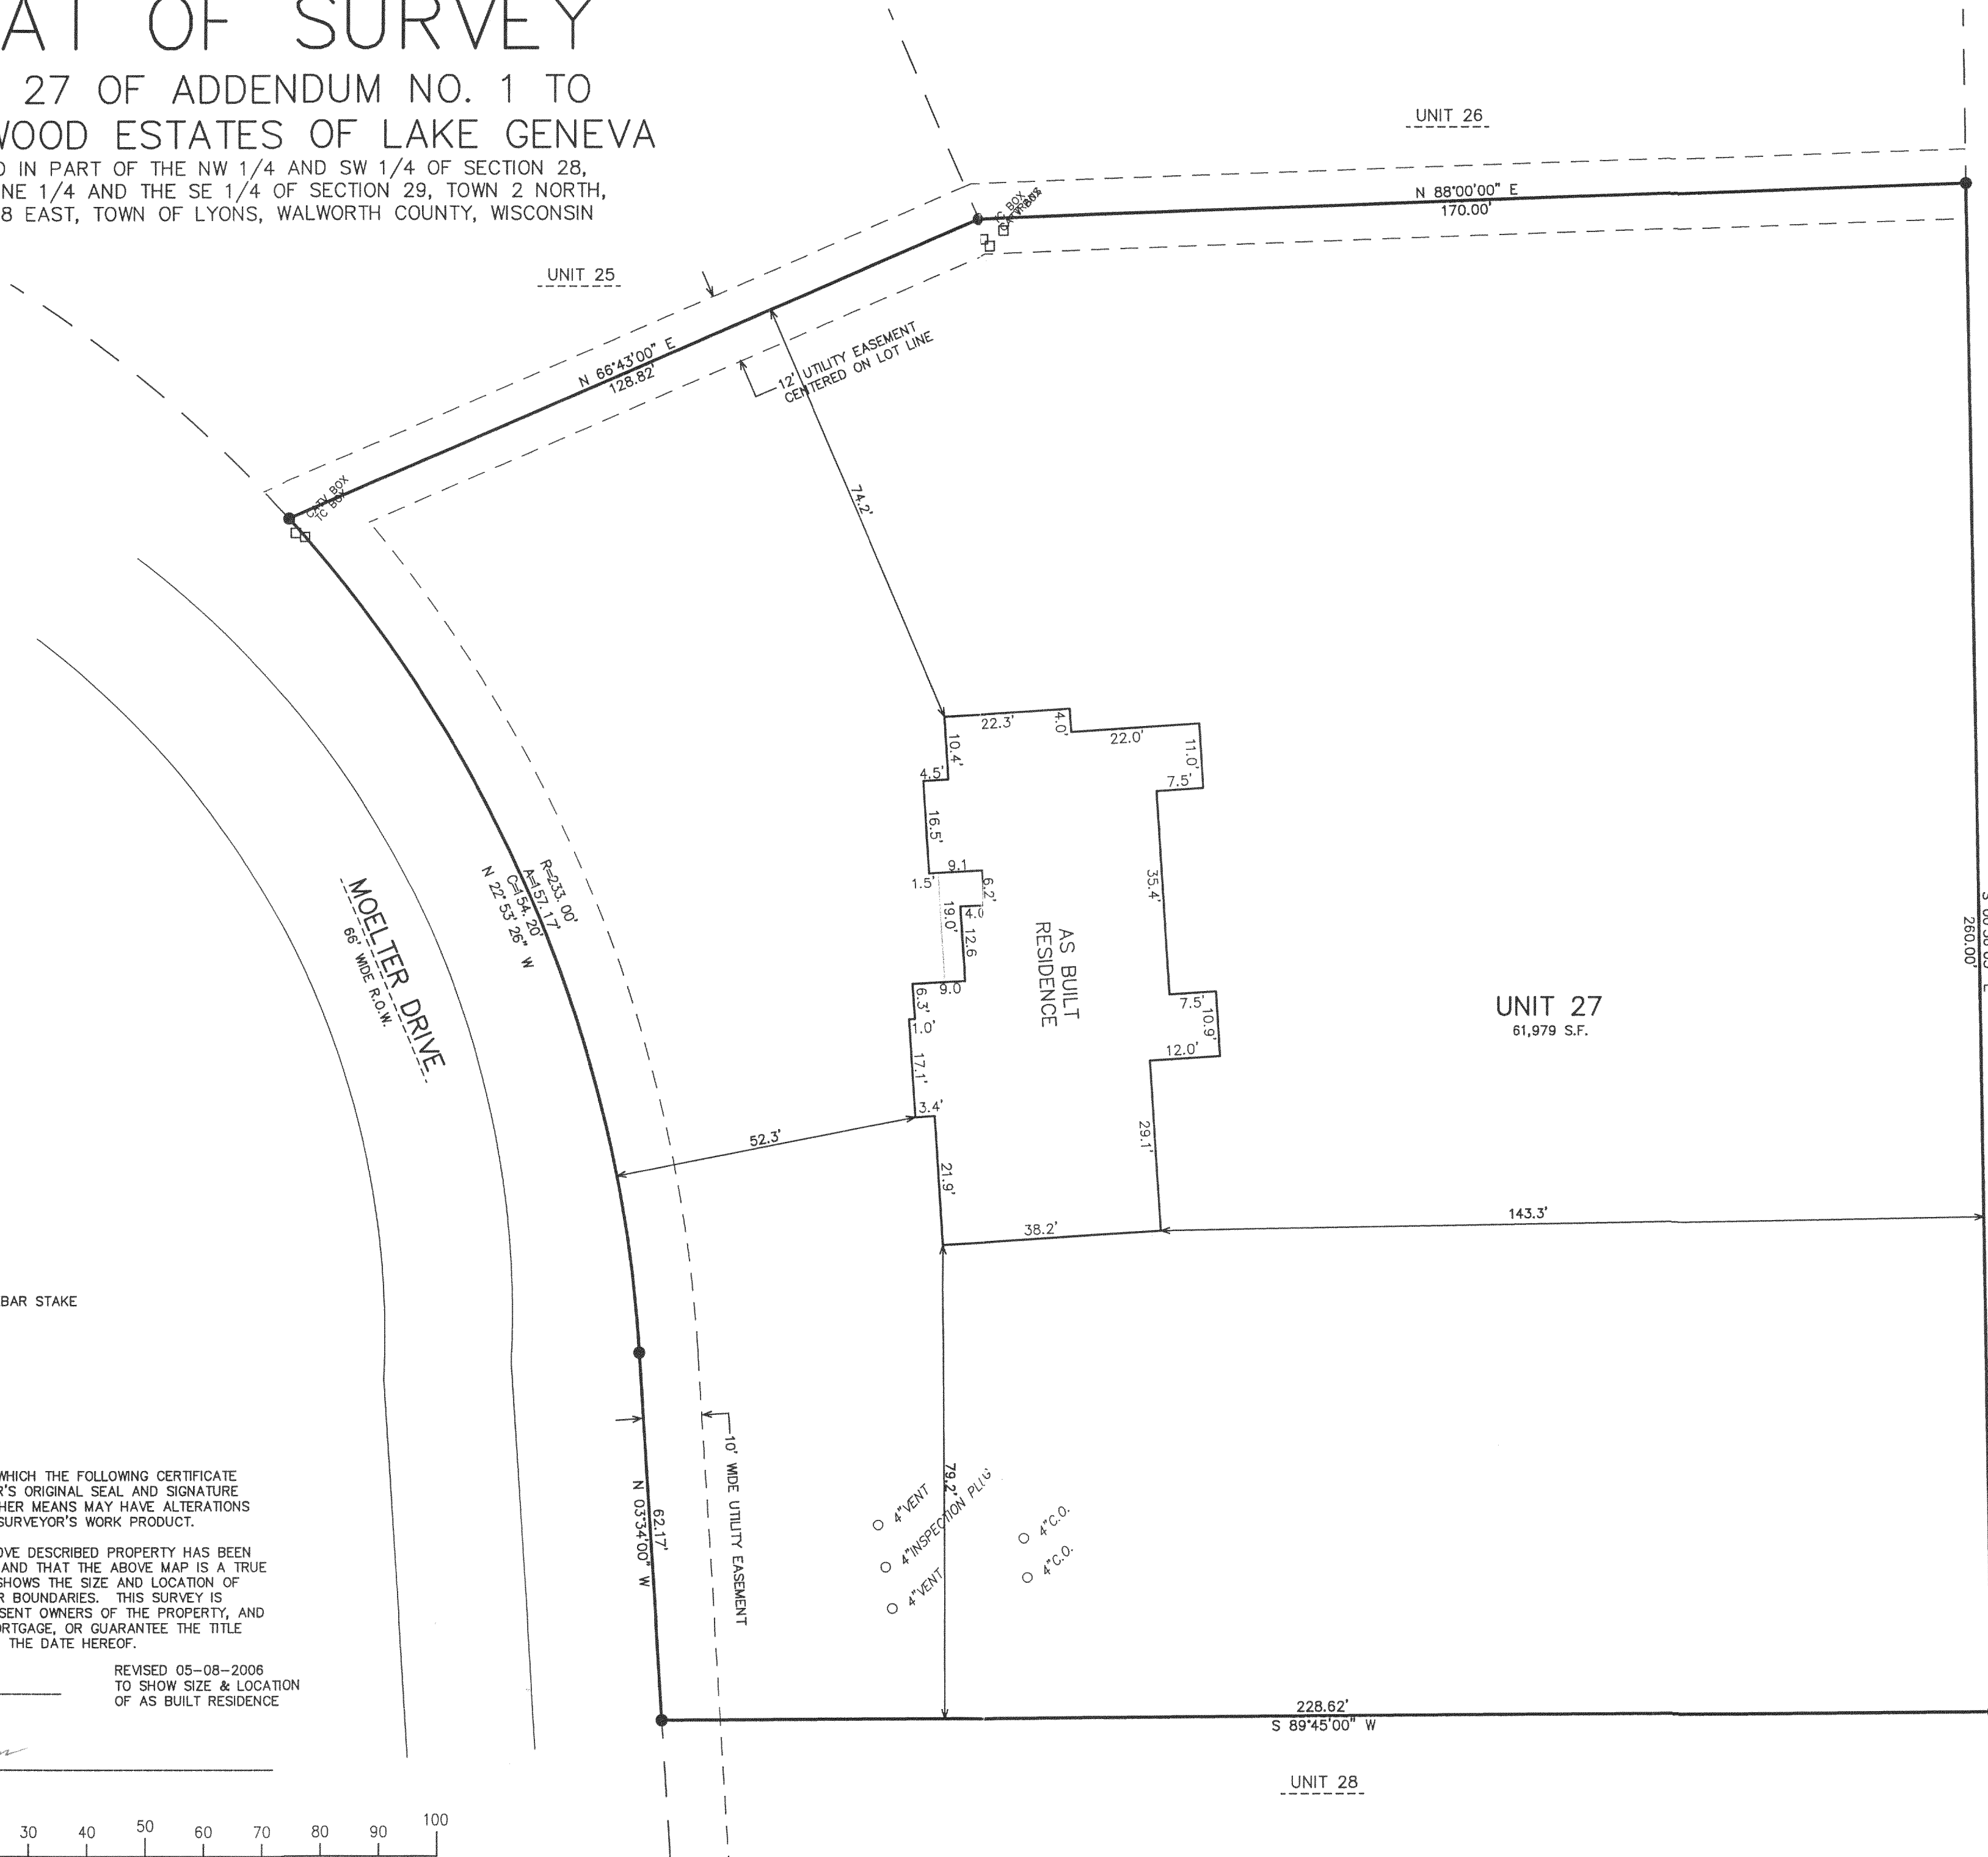 AT OF SURVEY
27 OF ADDENDUM NO. 1 TO
WOOD ESTATES OF LAKE GENEVA
D IN PART OF THE NW 1/4 AND SW 1/4 OF SECTION 28,
NE 1/4 AND THE SE 1/4 OF SECTION 29, TOWN 2 NORTH,
8 EAST, TOWN OF LYONS, WALWORTH COUNTY, WISCONSIN
UNIT 26
N 88°00'00" E
170.00'
TC BOX
UNIT 25
N 66°43'00" E
128.82'
12' UTILITY EASEMENT
CENTERED ON LOT LINE
CATV BOX
TC BOX
74.2'
22.3'
4.0'
22.0'
11.0'
7.5'
10.4'
4.5'
16.5'
9.1
1.5'
6.2'
4.0
19.0'
12.6
9.0
6.3'
1.0'
17.1'
3.4'
21.9'
38.2'
29.1'
12.0'
10.9'
7.5'
35.4'
AS BUILT
RESIDENCE
R=233.00'
A=157.17'
C=154.20'
N 22°53'26" W
MOELTER DRIVE
66' WIDE R.O.W.
260.00'
UNIT 27
61,979 S.F.
52.3'
143.3'
BAR STAKE
79.2'
4"VENT
4"INSPECTION PLUG
4"VENT
4"C.O.
4"C.O.
10' WIDE UTILITY EASEMENT
62.17'
N 03°34'00" W
WHICH THE FOLLOWING CERTIFICATE
R'S ORIGINAL SEAL AND SIGNATURE
HER MEANS MAY HAVE ALTERATIONS
SURVEYOR'S WORK PRODUCT.
OVE DESCRIBED PROPERTY HAS BEEN
AND THAT THE ABOVE MAP IS A TRUE
SHOWS THE SIZE AND LOCATION OF
R BOUNDARIES. THIS SURVEY IS
SENT OWNERS OF THE PROPERTY, AND
ORTGAGE, OR GUARANTEE THE TITLE
THE DATE HEREOF.
REVISED 05-08-2006
TO SHOW SIZE & LOCATION
OF AS BUILT RESIDENCE
228.62'
S 89°45'00" W
UNIT 28
30 40 50 60 70 80 90 100